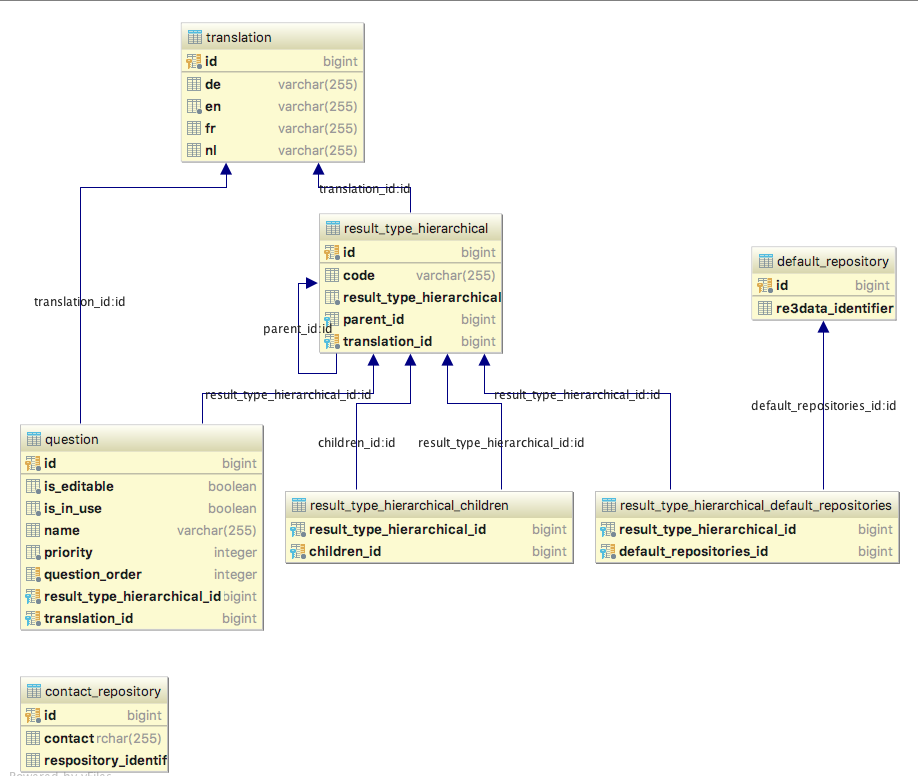 translation
id bigint
de varchar(255)
en varchar(255)
fr varchar(255)
nl varchar(255)
translation_id:id
result_type_hierarchical
id bigint
code varchar(255)
result_type_hierarchical
parent_id bigint
translation_id bigint
parent_id:id
default_repository
id bigint
re3data_identifier
translation_id:id
result_type_hierarchical_id:id
children_id:id
result_type_hierarchical_id:id
result_type_hierarchical_id:id
default_repositories_id:id
question
id bigint
is_editable boolean
is_in_use boolean
name varchar(255)
priority integer
question_order integer
result_type_hierarchical_id bigint
translation_id bigint
result_type_hierarchical_children
result_type_hierarchical_id bigint
children_id bigint
result_type_hierarchical_default_repositories
result_type_hierarchical_id bigint
default_repositories_id bigint
contact_repository
id bigint
contact rchar(255)
respository_identif
Powered by yFiles